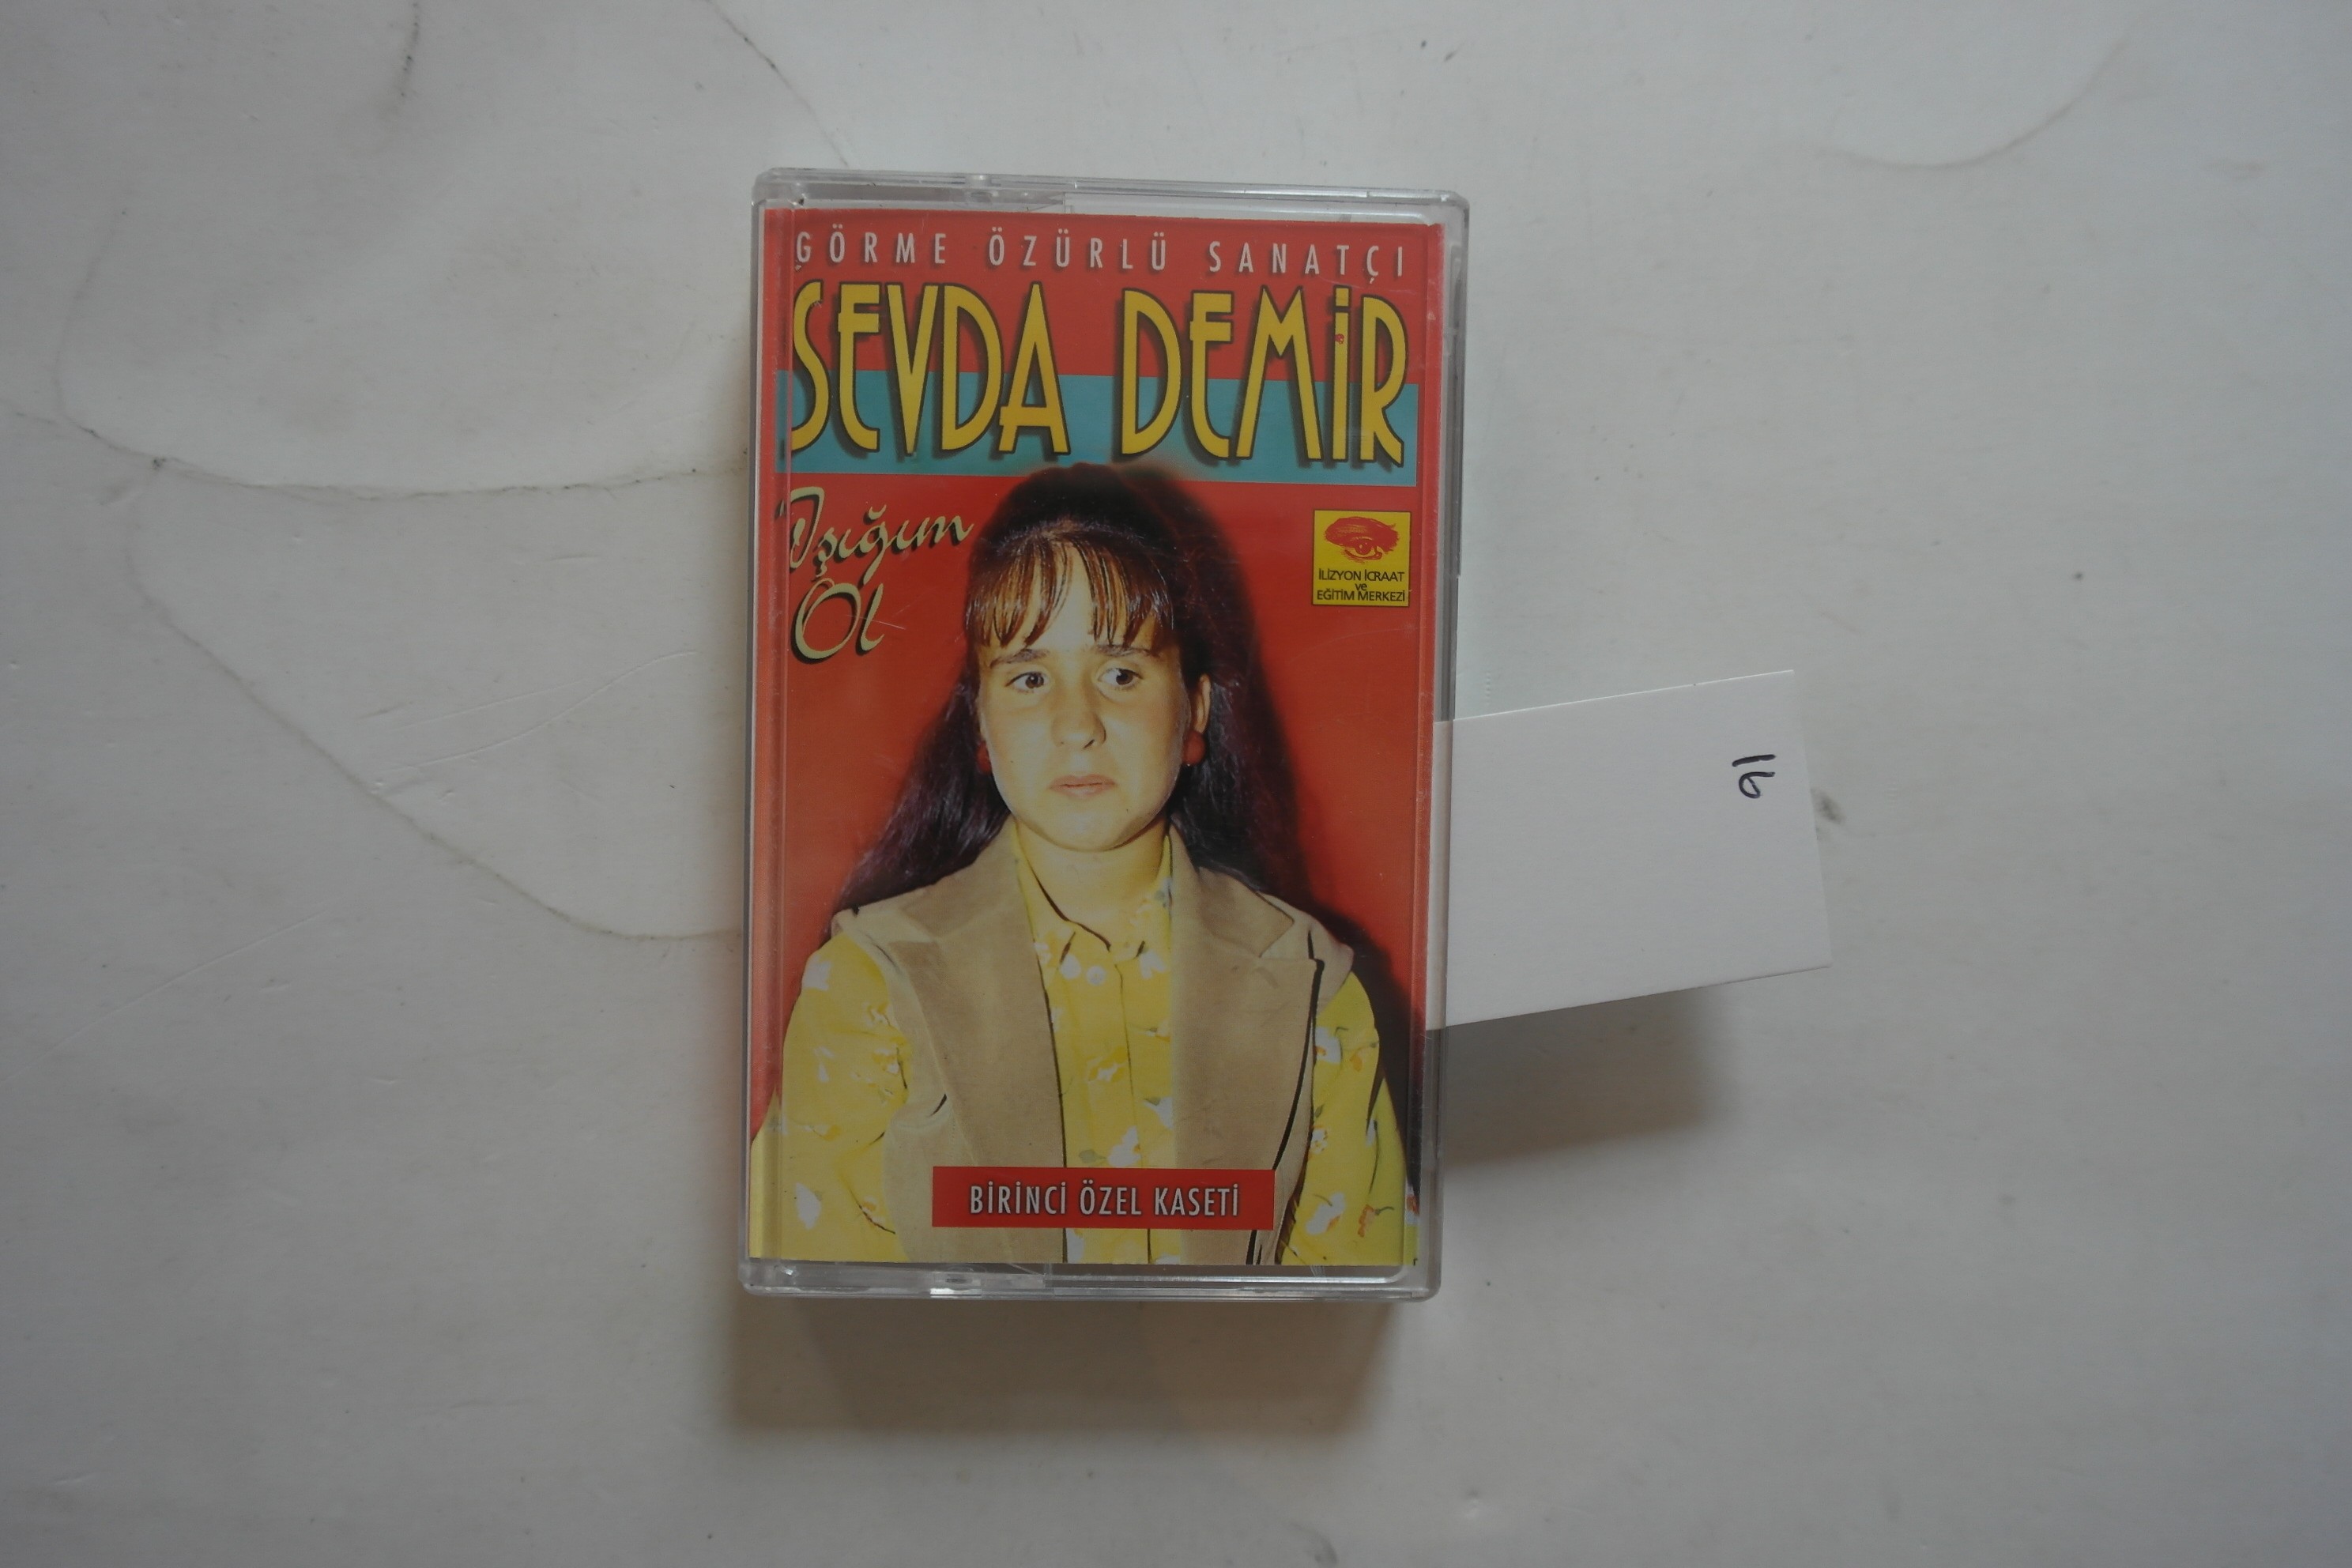 GÖRME ÖZÜRLÜ SANATÇI
SEVDA DEMİR
Işığım
Ol
İLİZYON İCRAAT
ve
EĞİTİM MERKEZİ
BİRİNCİ ÖZEL KASETİ